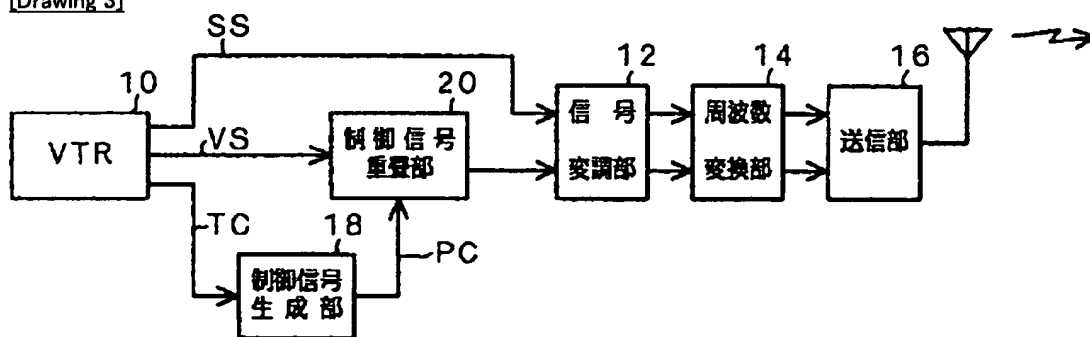 [Drawing 3]
SS
10
VTR
VS
20
制御信号
重畳部
12
信号
変調部
14
周波数
変換部
16
送信部
TC
18
制御信号
生成部
PC